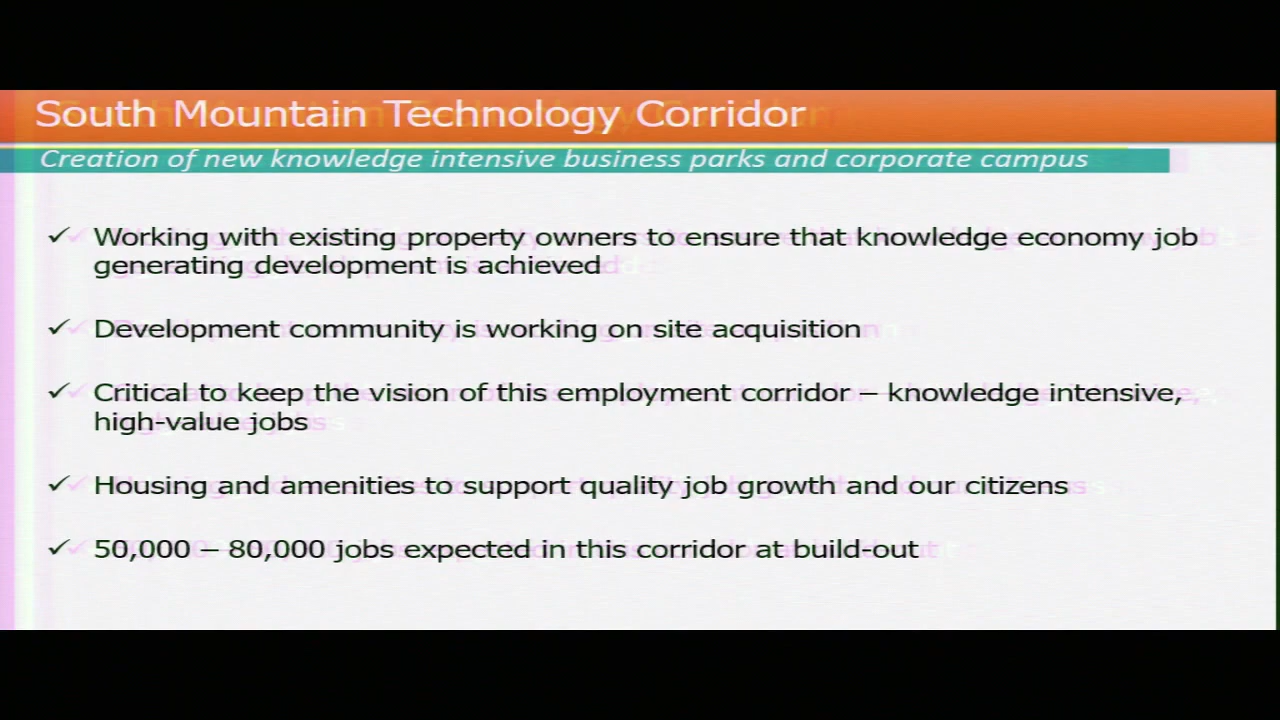 South Mountain Technology Corridor
Creation of new knowledge intensive business parks and corporate campus
✓ Working with existing property owners to ensure that knowledge economy job
generating development is achieved
✓ Development community is working on site acquisition
✓ Critical to keep the vision of this employment corridor – knowledge intensive,
high-value jobs
✓ Housing and amenities to support quality job growth and our citizens
✓ 50,000 – 80,000 jobs expected in this corridor at build-out